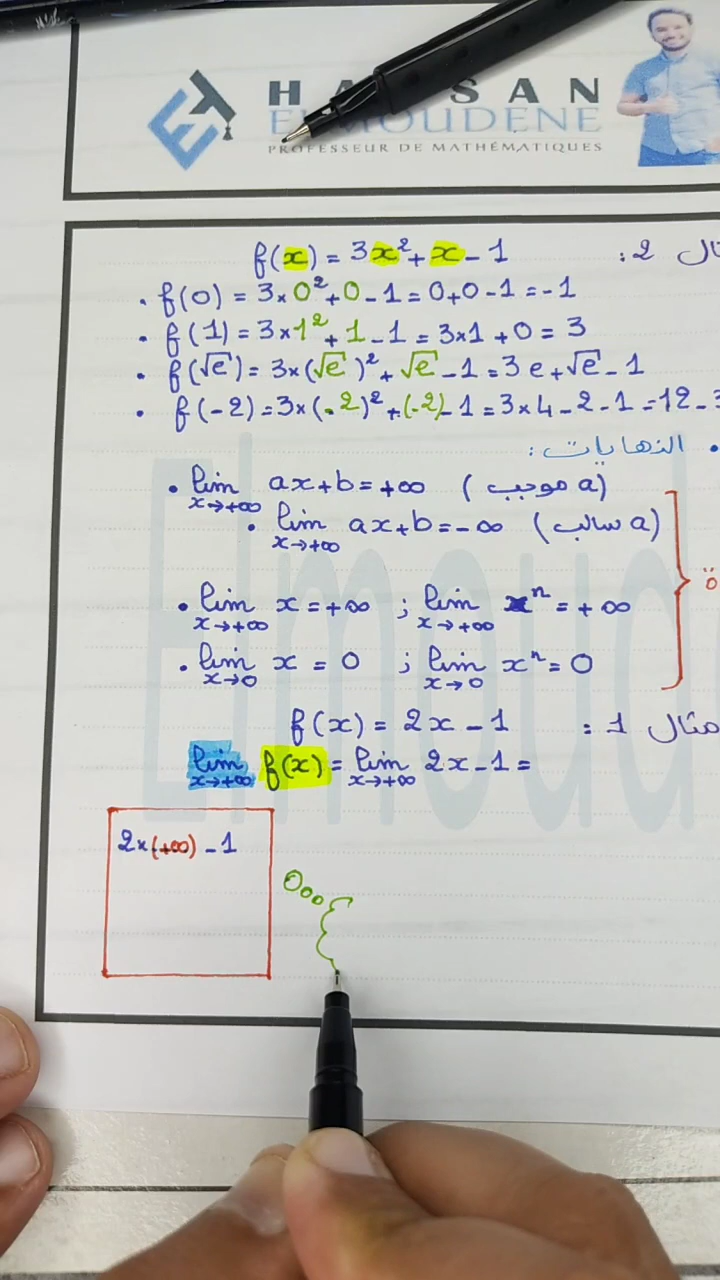 HASSAN
ELMOUDENE
PROFESSEUR DE MATHÉMATIQUES
f(x) = 3x² + x - 1 : 2
• f(0) = 3×0² + 0 - 1 = 0 + 0 - 1 = -1
• f(1) = 3×1² + 1 - 1 = 3×1 + 0 = 3
• f(√e) = 3×(√e)² + √e - 1 = 3e + √e - 1
• f(-2) = 3×(-2)² + (-2) - 1 = 3×4 - 2 - 1 = 12 - 3
• النهايات :
• lim x→+∞ ax+b = +∞ (a موجب)
• lim x→+∞ ax+b = -∞ (a سالب)
• lim x→+∞ x = +∞ ; lim x→+∞ xⁿ = +∞
• lim x→0 x = 0 ; lim x→0 xⁿ = 0
مثال 1 : f(x) = 2x - 1
lim x→+∞ f(x) = lim x→+∞ 2x - 1 =
2×(+∞) - 1
Elmoud